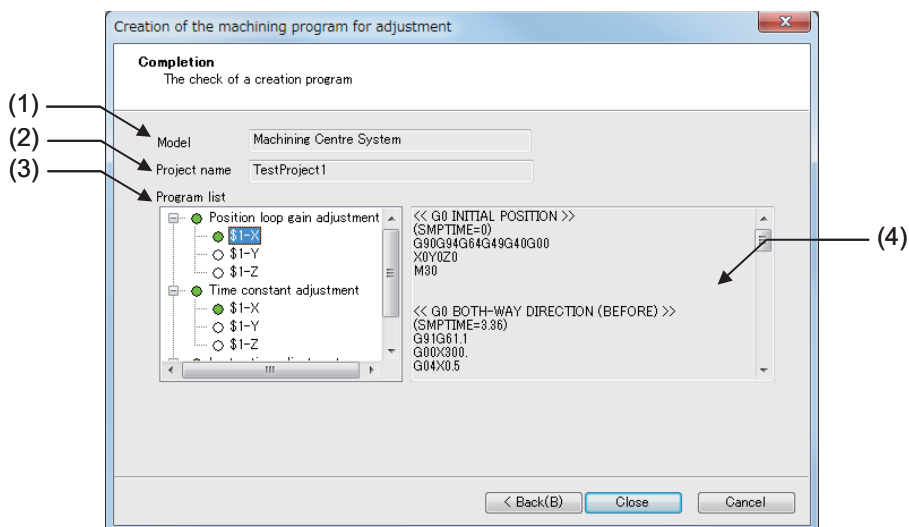 Creation of the machining program for adjustment
x
Completion
The check of a creation program
(1)
Model
Machining Centre System
(2)
Project name
TestProject1
(3)
Program list
Position loop gain adjustment
$1-X
$1-Y
$1-Z
Time constant adjustment
$1-X
$1-Y
$1-Z
<< G0 INITIAL POSITION >>
(SMPTIME=0)
G90G94G64G49G40G00
X0Y0Z0
M30
<< G0 BOTH-WAY DIRECTION (BEFORE) >>
(SMPTIME=3.36)
G91G61.1
G00X300.
G04X0.5
(4)
< Back(B)
Close
Cancel